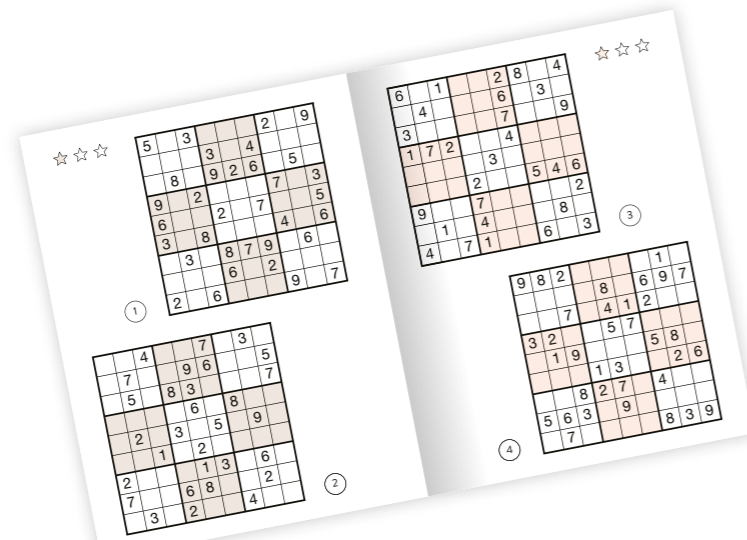 5 3 2 9
3 4
8 9 2 6 5
9 2 7 3
6 2 7 5
3 8 4 6
3 8 7 9 6
6 2
2 6 9 7
1
4 7 3
7 9 6 5
5 8 3 7
6 8
2 3 5 9
1 2
2 1 3 6
7 6 8 2
3 2 4
2
6 1 2 8 4
4 6 3
3 7 9
1 7 2 4
3
2 5 4 6
9 7 2
1 4 8
4 7 1 6 3
3
9 8 2 1
8 6 9 7
7 4 1 2
3 2 5 7
1 9 5 8
1 3 2 6
8 2 7 4
5 6 3 9
7 8 3 9
4